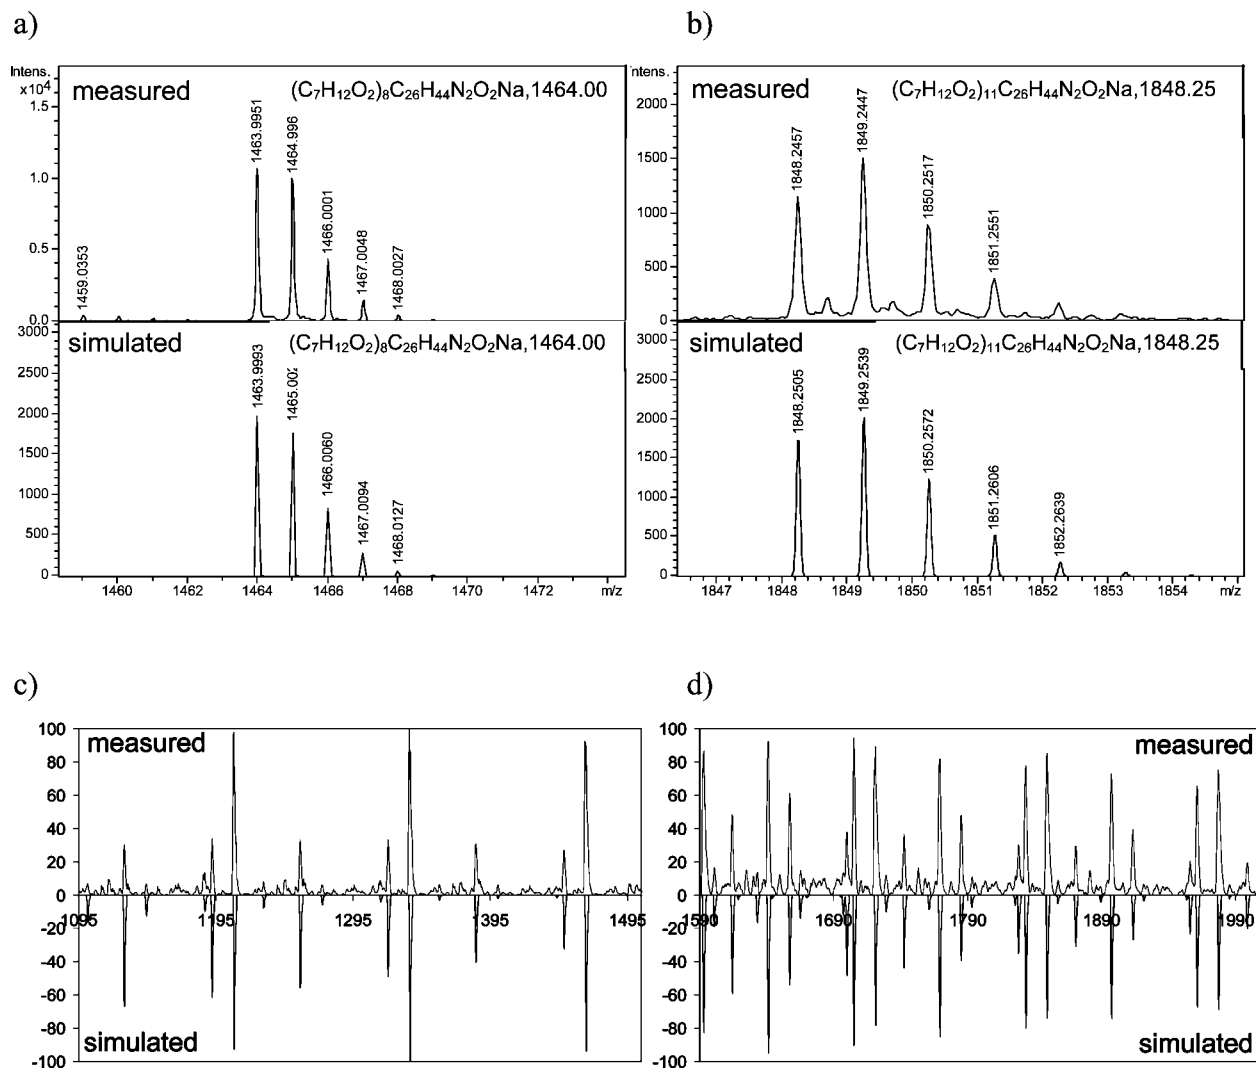 a)
Intens.
x10⁴
measured
(C₇H₁₂O₂)₈C₂₆H₄₄N₂O₂Na,1464.00
1.5
1.0
0.5
0.0
1459.0353
1463.9951
1464.996
1466.0001
1467.0048
1468.0027
simulated
(C₇H₁₂O₂)₈C₂₆H₄₄N₂O₂Na,1464.00
3000
2500
2000
1500
1000
500
0
1463.9993
1465.00
1466.0060
1467.0094
1468.0127
1460 1462 1464 1466 1468 1470 1472 m/z
b)
ntens.
measured
(C₇H₁₂O₂)₁₁C₂₆H₄₄N₂O₂Na,1848.25
2000
1500
1000
500
0
1848.2457
1849.2447
1850.2517
1851.2551
simulated
(C₇H₁₂O₂)₁₁C₂₆H₄₄N₂O₂Na,1848.25
3000
2500
2000
1500
1000
500
0
1848.2505
1849.2539
1850.2572
1851.2606
1852.2639
1847 1848 1849 1850 1851 1852 1853 1854 m/z
c)
measured
100
80
60
40
20
0
-20
-40
-60
-80
-100
1095 1195 1295 1395 1495
simulated
d)
measured
100
80
60
40
20
0
-20
-40
-60
-80
-100
1590 1690 1790 1890 1990
simulated